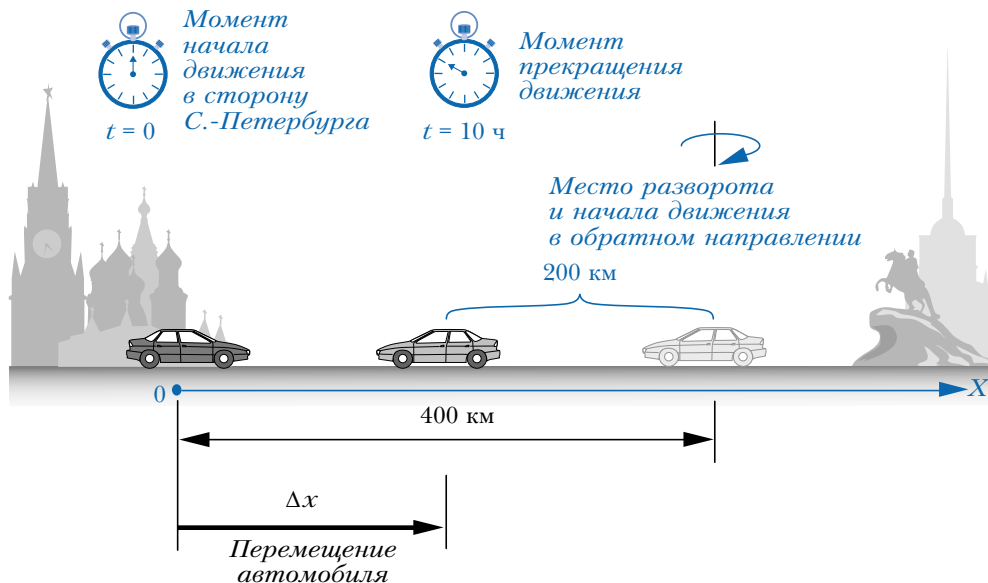 Момент
начала
движения
в сторону
С.-Петербурга
t = 0
Момент
прекращения
движения
t = 10 ч
Место разворота
и начала движения
в обратном направлении
200 км
0
X
400 км
Δx
Перемещение
автомобиля